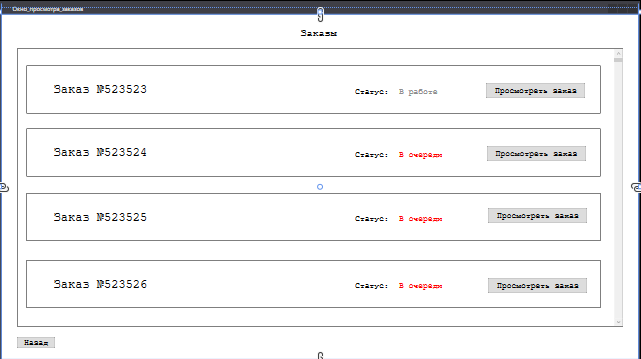 Окно_просмотра_заказов
Заказы
Заказ №523523 Статус: В работе Просмотреть заказ
Заказ №523524 Статус: В очереди Просмотреть заказ
Заказ №523525 Статус: В очереди Просмотреть заказ
Заказ №523526 Статус: В очереди Просмотреть заказ
Назад